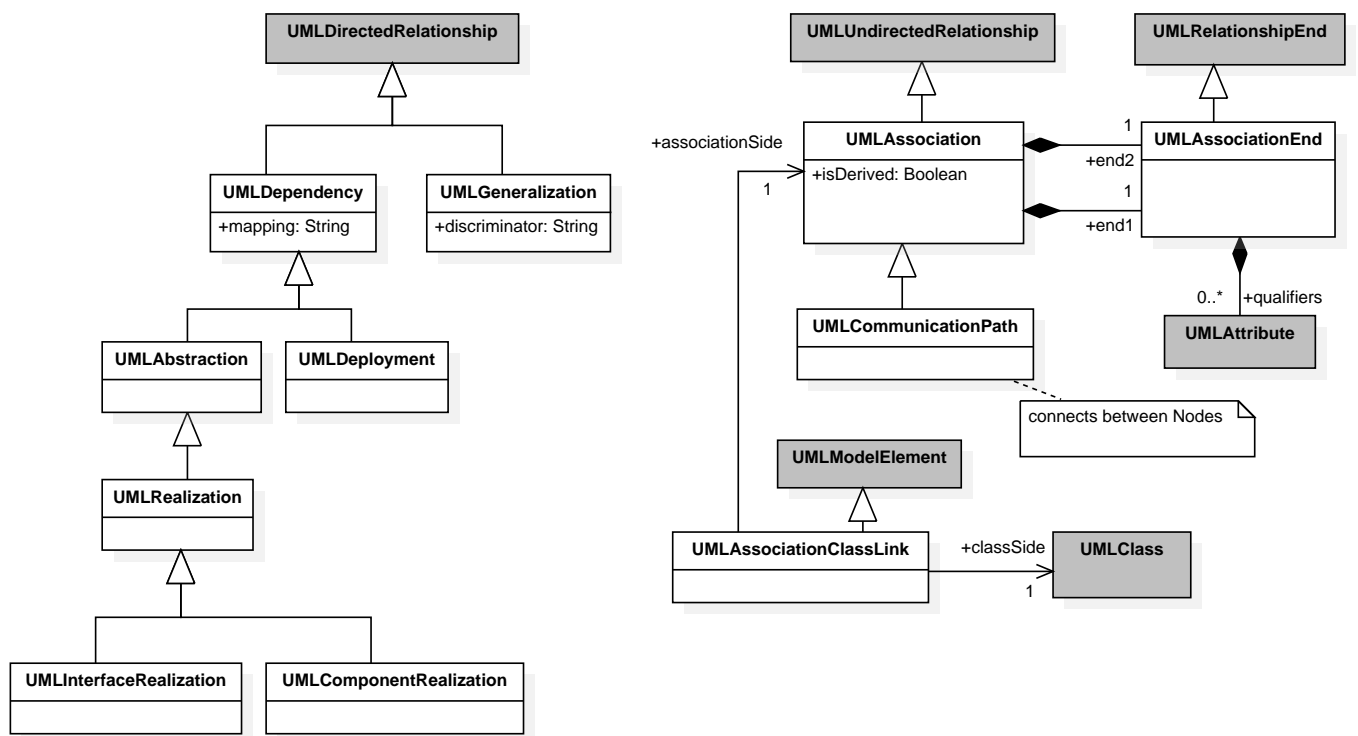 UMLDirectedRelationship
UMLDependency
+mapping: String
UMLGeneralization
+discriminator: String
UMLAbstraction
UMLDeployment
UMLRealization
UMLInterfaceRealization
UMLComponentRealization
UMLUndirectedRelationship
UMLRelationshipEnd
+associationSide
1
UMLAssociation
+isDerived: Boolean
1
+end2
1
+end1
UMLAssociationEnd
0..*
+qualifiers
UMLAttribute
UMLCommunicationPath
connects between Nodes
UMLModelElement
UMLAssociationClassLink
+classSide
1
UMLClass